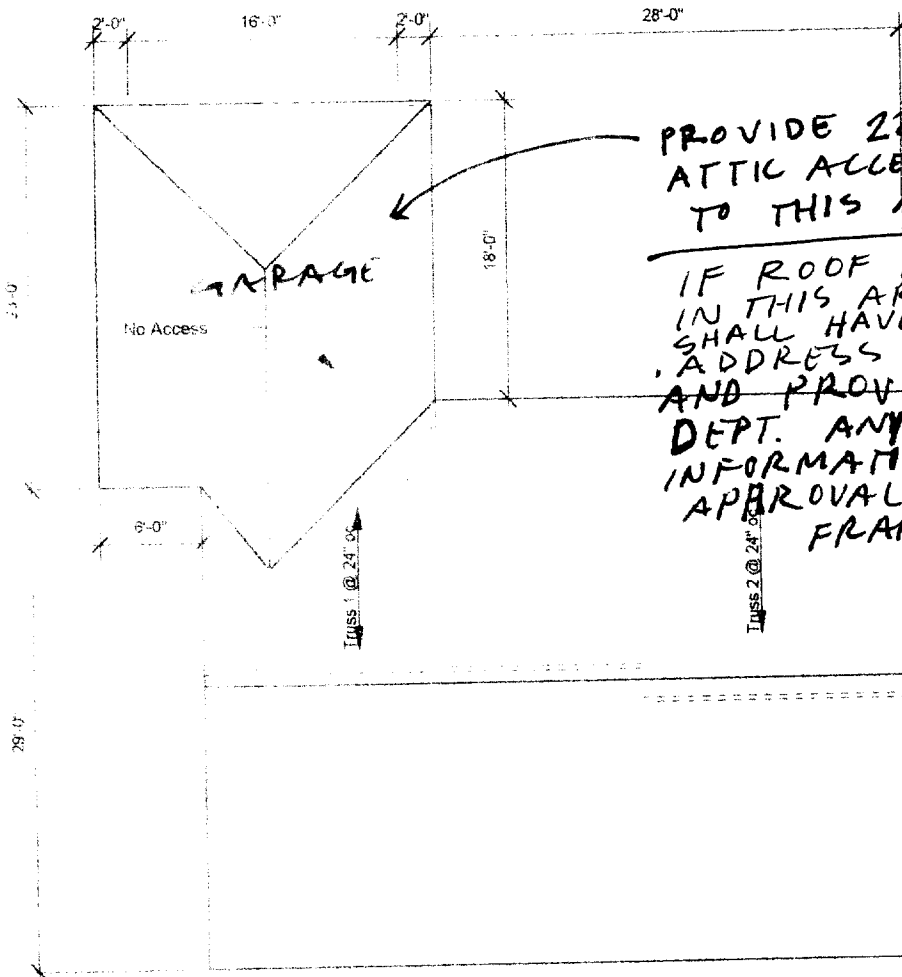 2'-0"
16'-0"
2'-0"
28'-0"
PROVIDE 22
ATTIC ACCE
TO THIS A
IF ROOF
IN THIS AR
SHALL HAV
ADDRESS
AND PROV
DEPT. ANY
INFORMAT
APPROVAL
FRA
18'-0"
GARAGE
No Access
6'-0"
Truss 1 @ 24" oc
Truss 2 @ 24" oc
29'-0"